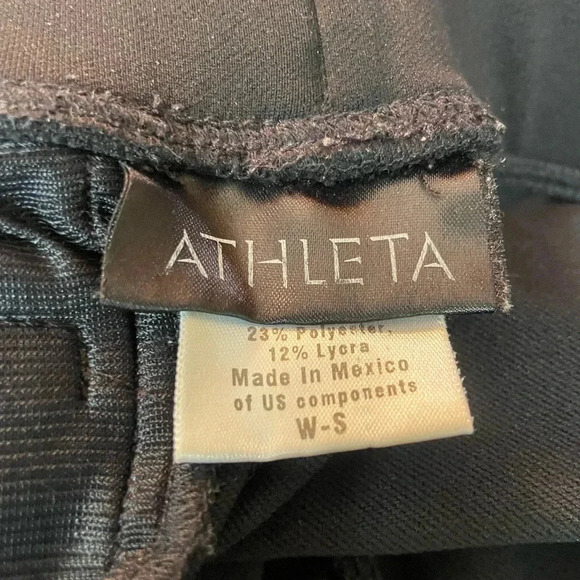 ATHLETA
23% Polyester,
12% Lycra
Made In Mexico
of US components
W-S